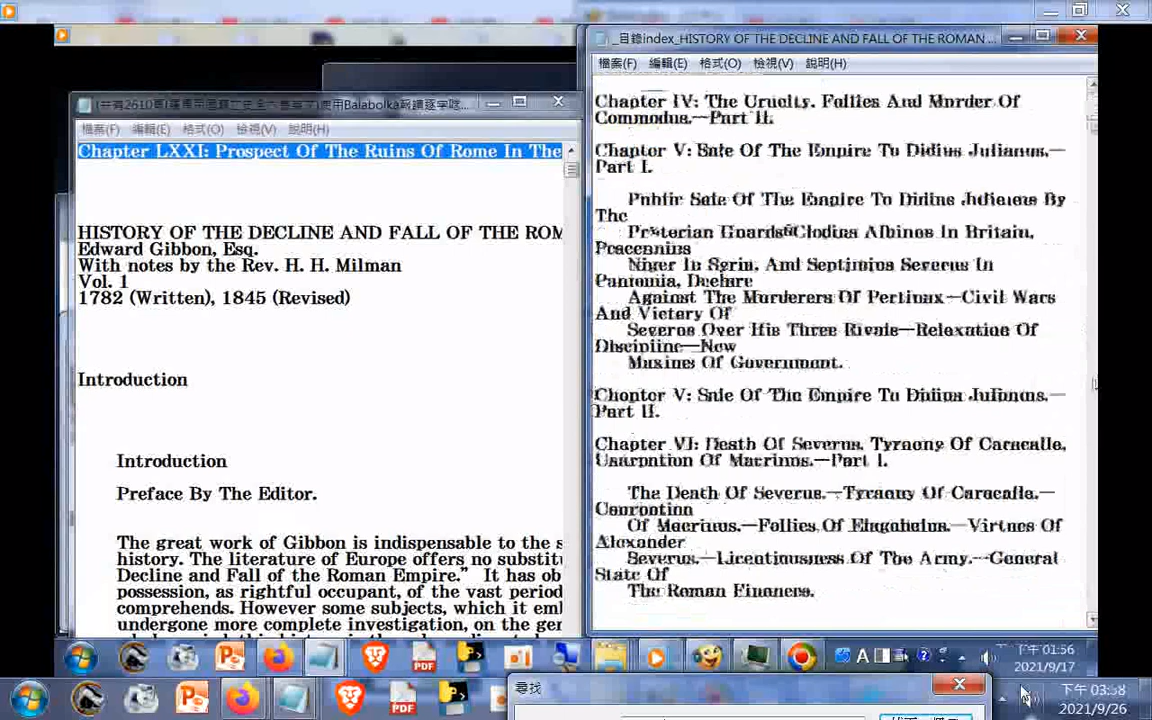 檔案(F) 編輯(E) 格式(O) 檢視(V) 說明(H)
Chapter LXXI: Prospect Of The Ruins Of Rome In The
HISTORY OF THE DECLINE AND FALL OF THE ROM
Edward Gibbon, Esq.
With notes by the Rev. H. H. Milman
Vol. 1
1782 (Written), 1845 (Revised)
Introduction
Introduction
Preface By The Editor.
The great work of Gibbon is indispensable to the s
history. The literature of Europe offers no substit
Decline and Fall of the Roman Empire.” It has ob
possession, as rightful occupant, of the vast period
comprehends. However some subjects, which it em
undergone more complete investigation, on the gen
_目錄index_HISTORY OF THE DECLINE AND FALL OF THE ROMAN ...
檔案(F) 編輯(E) 格式(O) 檢視(V) 說明(H)
Chapter IV: The Cruelty, Follies And Murder Of
Commodus.—Part II.
Chapter V: Sale Of The Empire To Didius Julianus.—
Part I.
Public Sale Of The Empire To Didius Julianus By
The
Prætorian Guards Clodius Albinus In Britain,
Pescennius
Niger In Syria, And Septimius Severus In
Pannonia, Declare
Against The Murderers Of Pertinax—Civil Wars
And Victory Of
Severus Over His Three Rivals—Relaxation Of
Discipline—New
Maxims Of Government.
Chapter V: Sale Of The Empire To Didius Julianus.—
Part II.
Chapter VI: Death Of Severus, Tyranny Of Caracalla,
Usurpation Of Macrinus.—Part I.
The Death Of Severus.—Tyranny Of Caracalla.—
Usurpation
Of Macrinus.—Follies Of Elagabalus.—Virtues Of
Alexander
Severus.—Licentiousness Of The Army.—General
State Of
The Roman Finances.
PDF
A
下午 01:56
2021/9/17
尋找
PDF
下午 03:58
2021/9/26